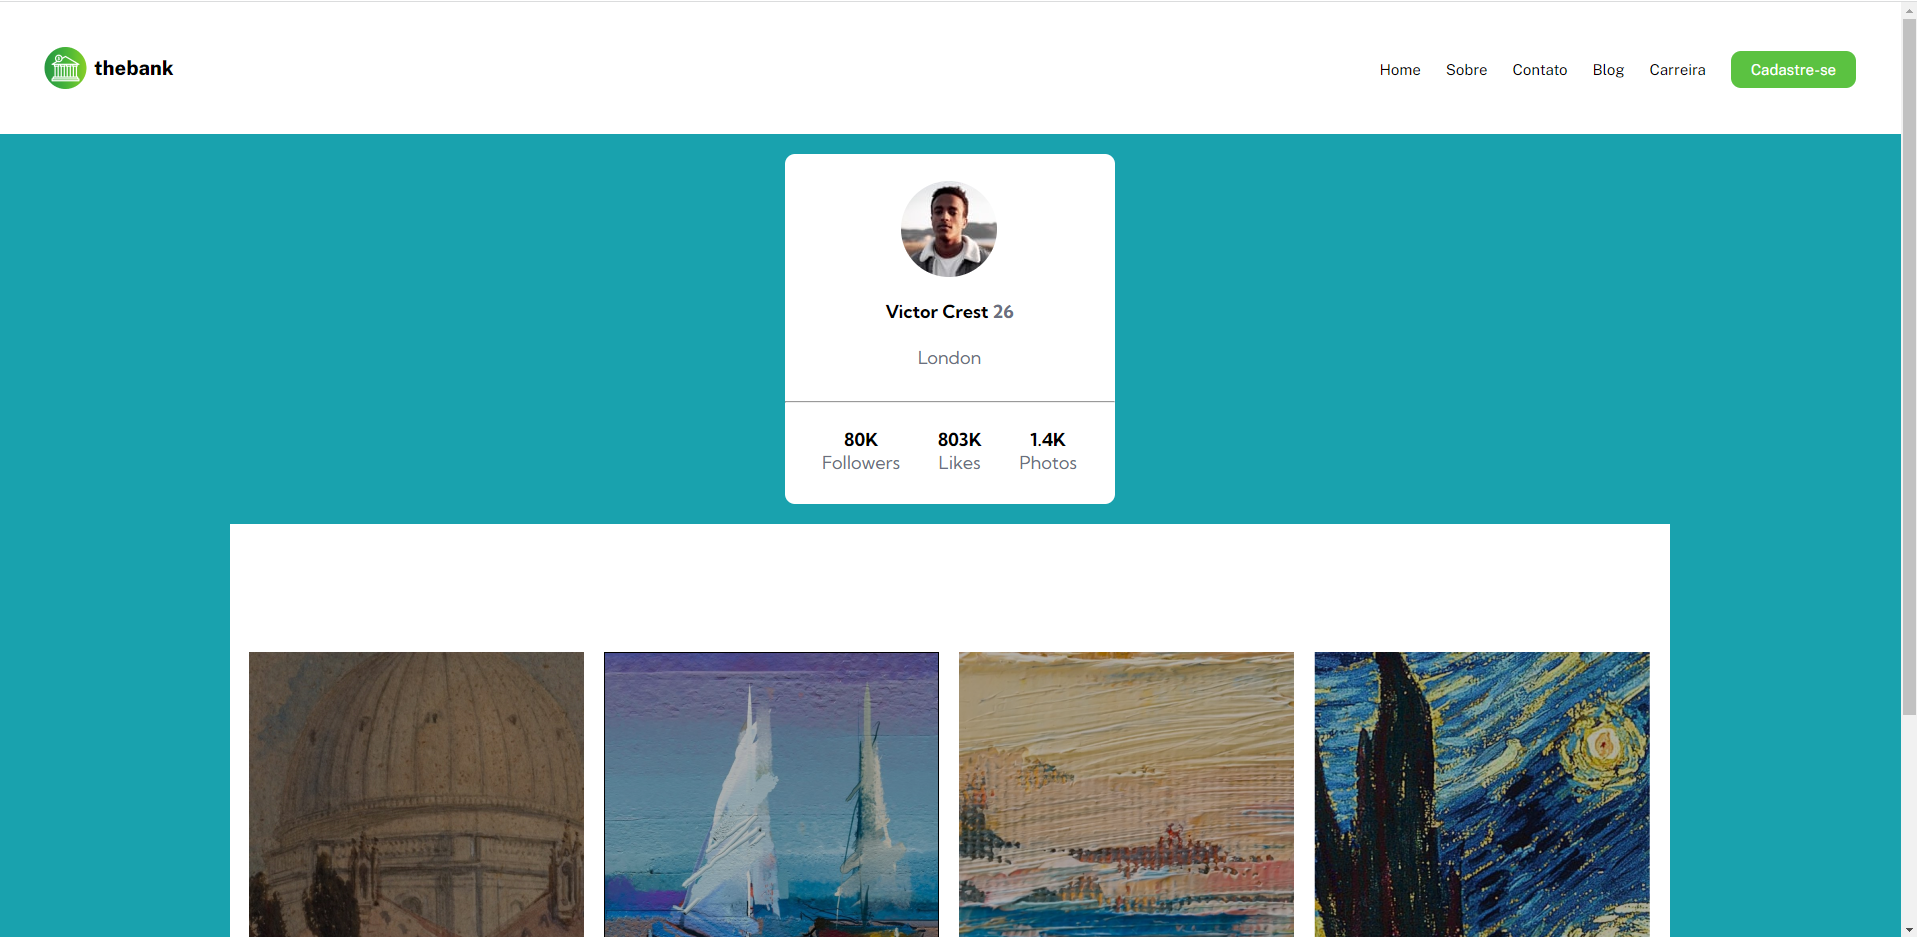 thebank
Home Sobre Contato Blog Carreira Cadastre-se
Victor Crest 26
London
80K 803K 1.4K
Followers Likes Photos